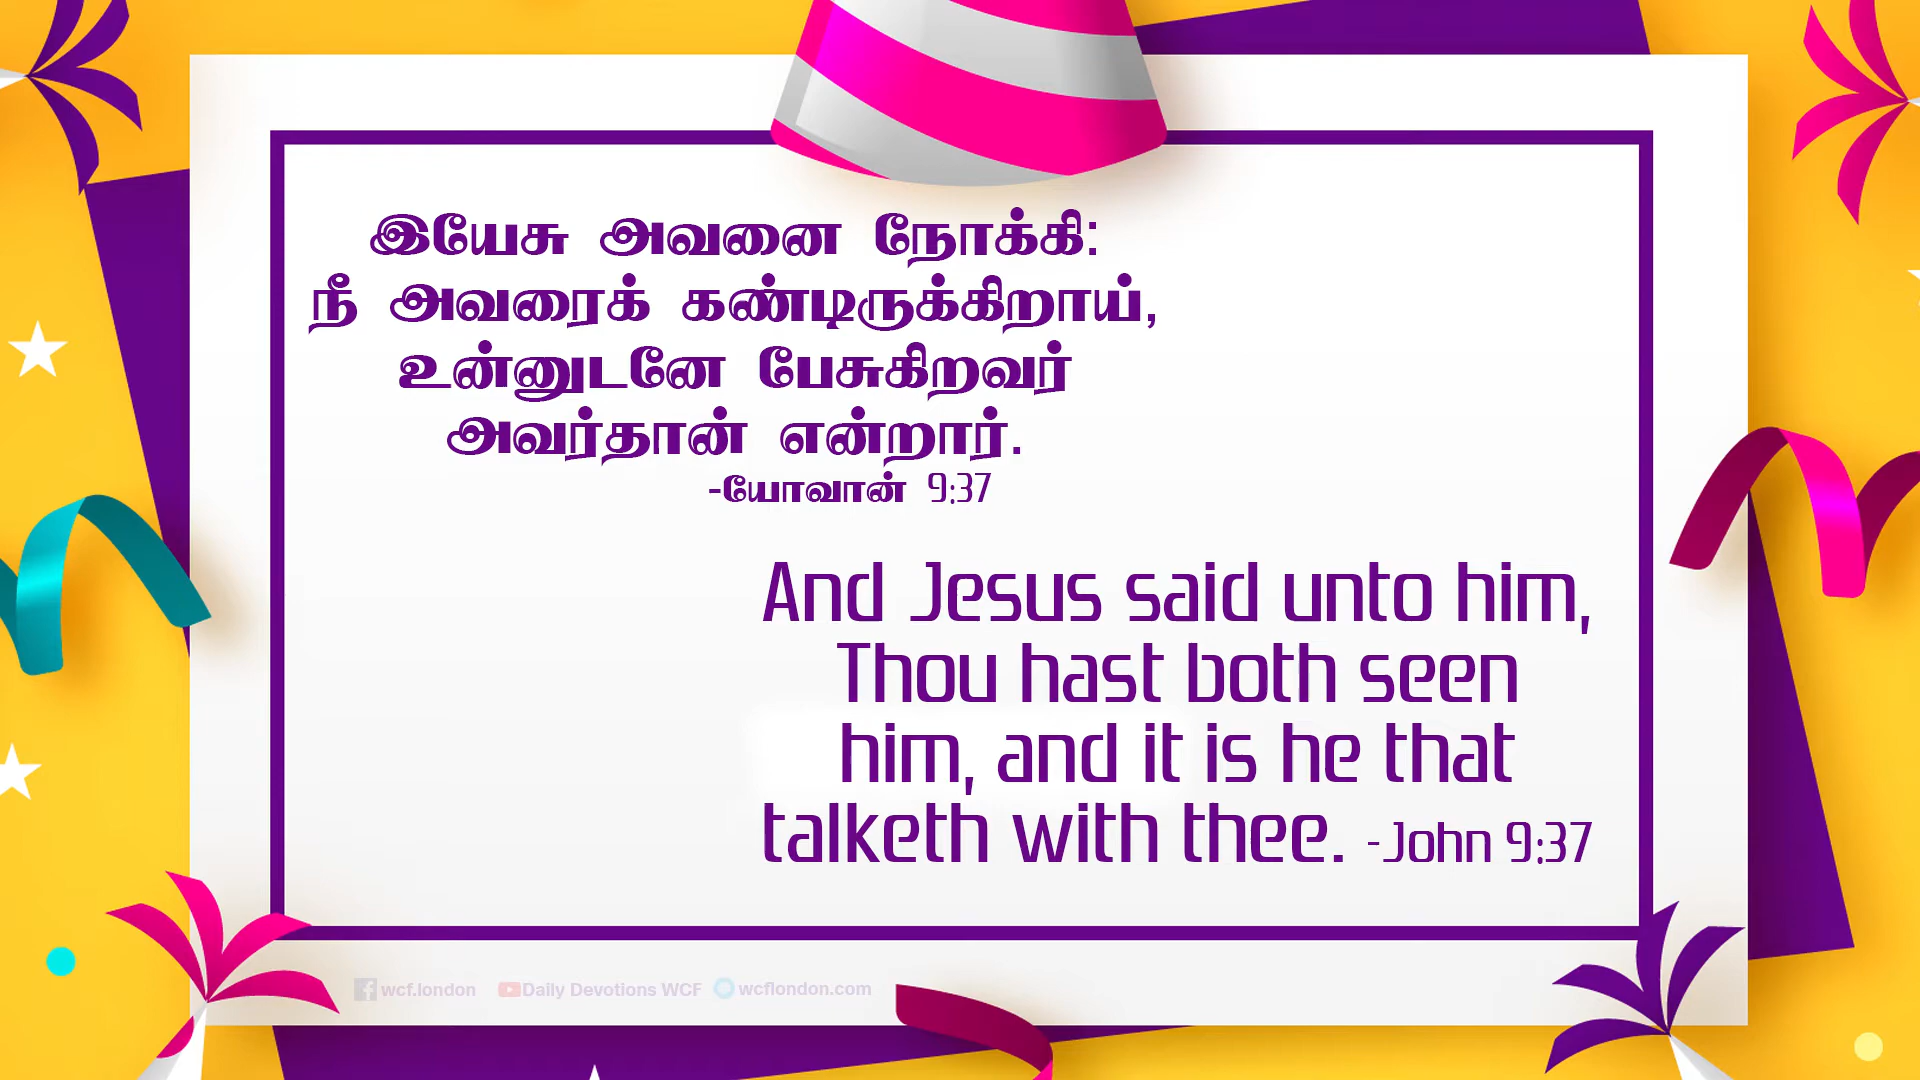 இயேசு அவனை நோக்கி:
நீ அவரைக் கண்டிருக்கிறாய்,
உன்னுடனே பேசுகிறவர்
அவர்தான் என்றார்.
-யோவான் 9:37
And Jesus said unto him,
Thou hast both seen
him, and it is he that
talketh with thee. -John 9:37
wcf.london Daily Devotions WCF wcflondon.com